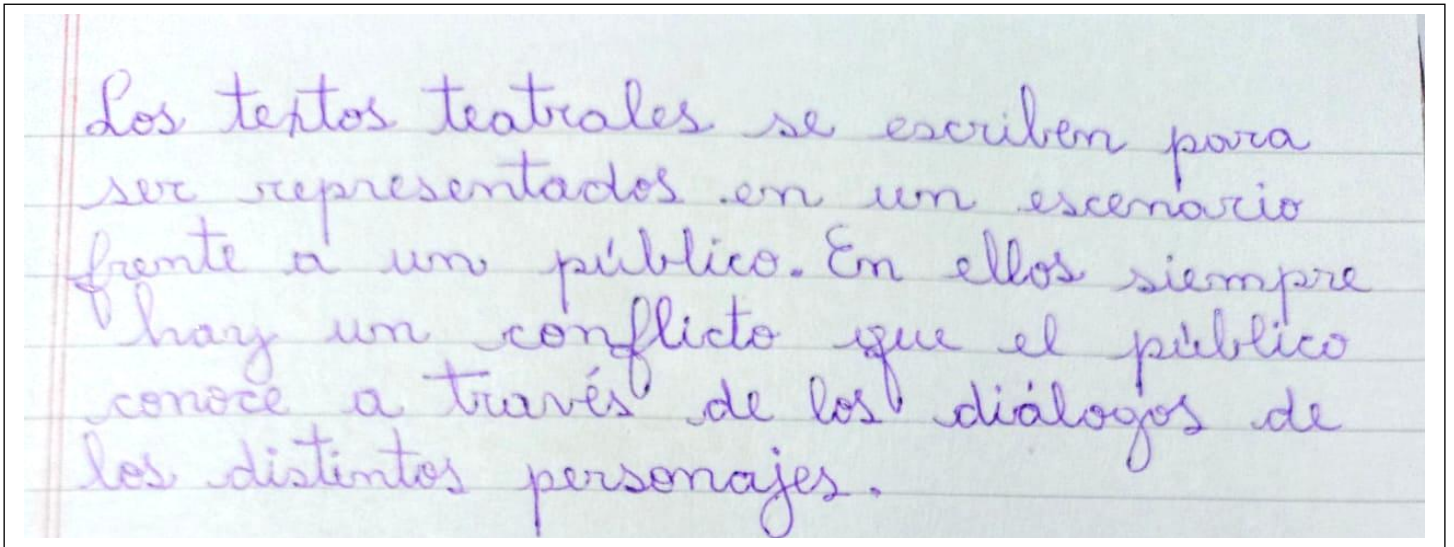 Los textos teatrales se escriben para
ser representados en un escenario
frente a un público. En ellos siempre
hay un conflicto que el público
conoce a través de los diálogos de
los distintos personajes.